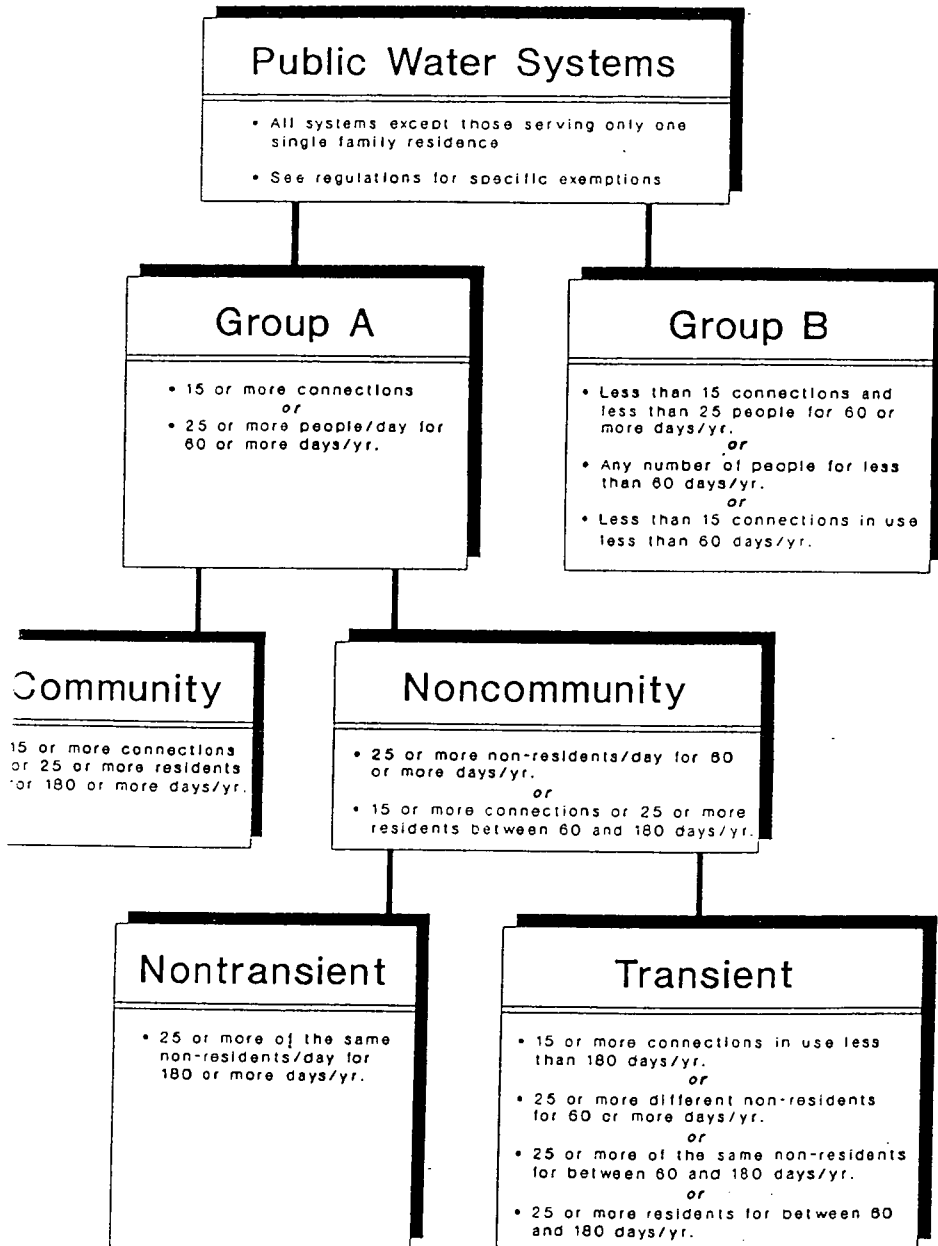 Public Water Systems
• All systems except those serving only one
single family residence
• See regulations for specific exemptions
Group A
• 15 or more connections
or
• 25 or more people/day for
60 or more days/yr.
Group B
• Less than 15 connections and
less than 25 people for 60 or
more days/yr.
or
• Any number of people for less
than 60 days/yr.
or
• Less than 15 connections in use
less than 60 days/yr.
Community
15 or more connections
or 25 or more residents
for 180 or more days/yr.
Noncommunity
• 25 or more non-residents/day for 60
or more days/yr.
or
• 15 or more connections or 25 or more
residents between 60 and 180 days/yr.
Nontransient
• 25 or more of the same
non-residents/day for
180 or more days/yr.
Transient
• 15 or more connections in use less
than 180 days/yr.
or
• 25 or more different non-residents
for 60 or more days/yr.
or
• 25 or more of the same non-residents
for between 60 and 180 days/yr.
or
• 25 or more residents for between 60
and 180 days/yr.